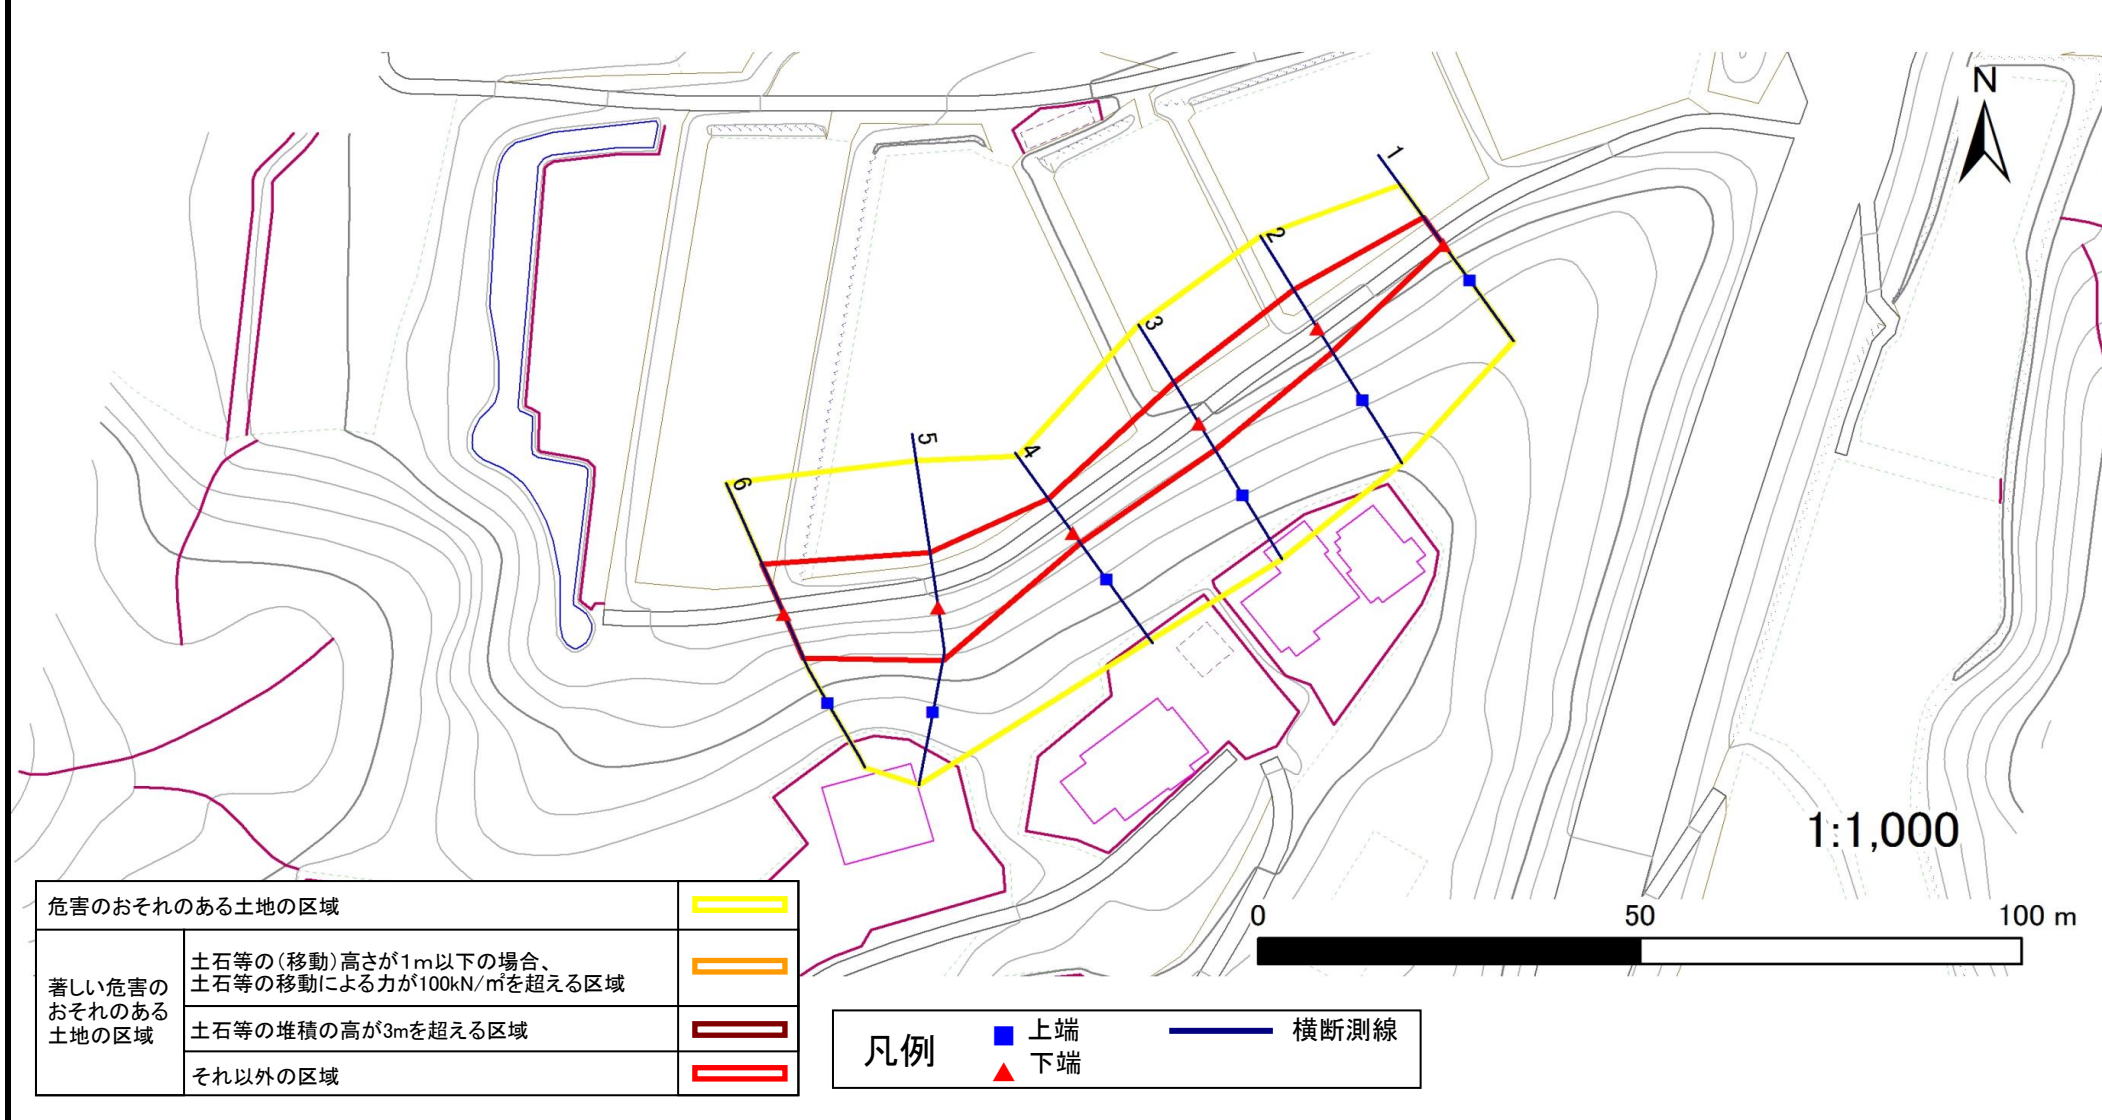 N
1
2
3
4
5
6
1:1,000
0 50 100 m
危害のおそれのある土地の区域
著しい危害の
おそれのある
土地の区域
土石等の(移動)高さが1m以下の場合、
土石等の移動による力が100kN/㎡を超える区域
土石等の堆積の高が3mを超える区域
それ以外の区域
凡例
上端
下端
横断測線